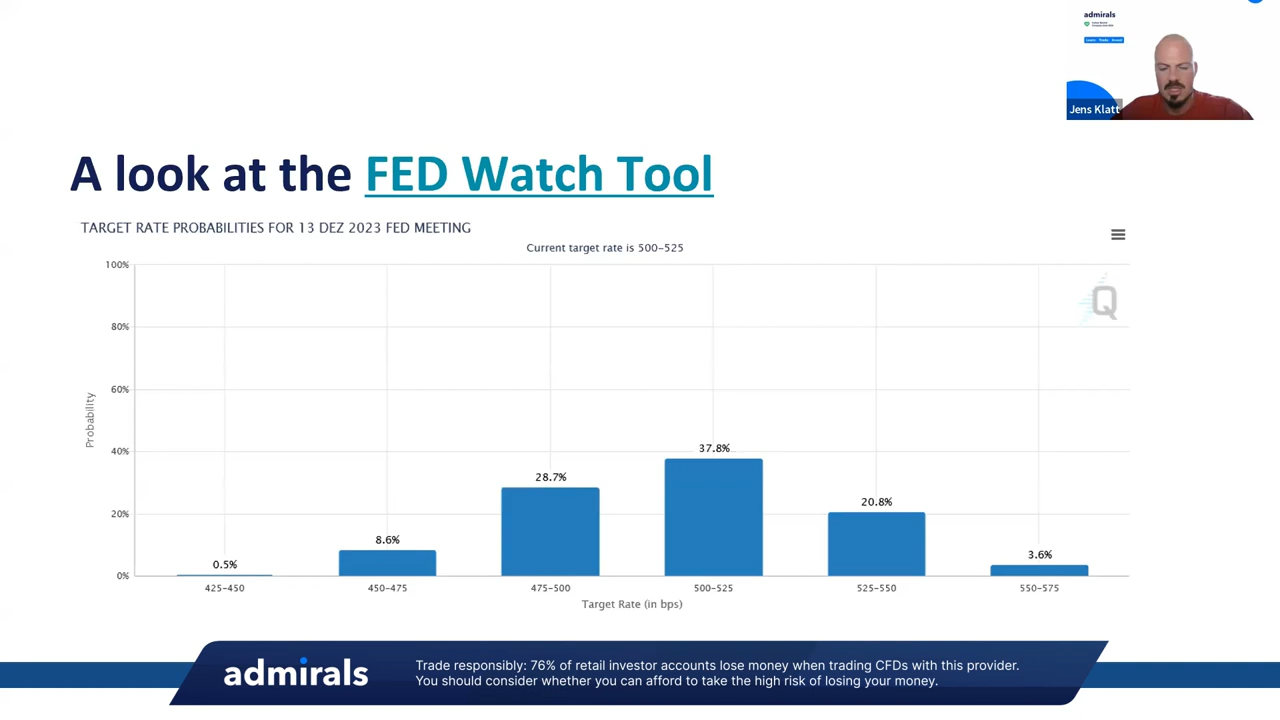 admirals
Jens Klatt
A look at the FED Watch Tool
TARGET RATE PROBABILITIES FOR 13 DEZ 2023 FED MEETING
Current target rate is 500–525
100%
80%
60%
40%
20%
0%
Probability
Q
0.5%
8.6%
28.7%
37.8%
20.8%
3.6%
425–450
450–475
475–500
500–525
525–550
550–575
Target Rate (in bps)
admirals
Trade responsibly: 76% of retail investor accounts lose money when trading CFDs with this provider.
You should consider whether you can afford to take the high risk of losing your money.